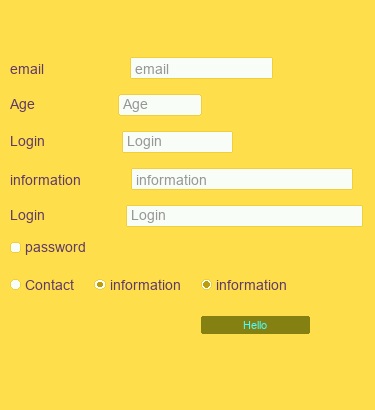 email email
Age Age
Login Login
information information
Login Login
password
Contact information information
Hello